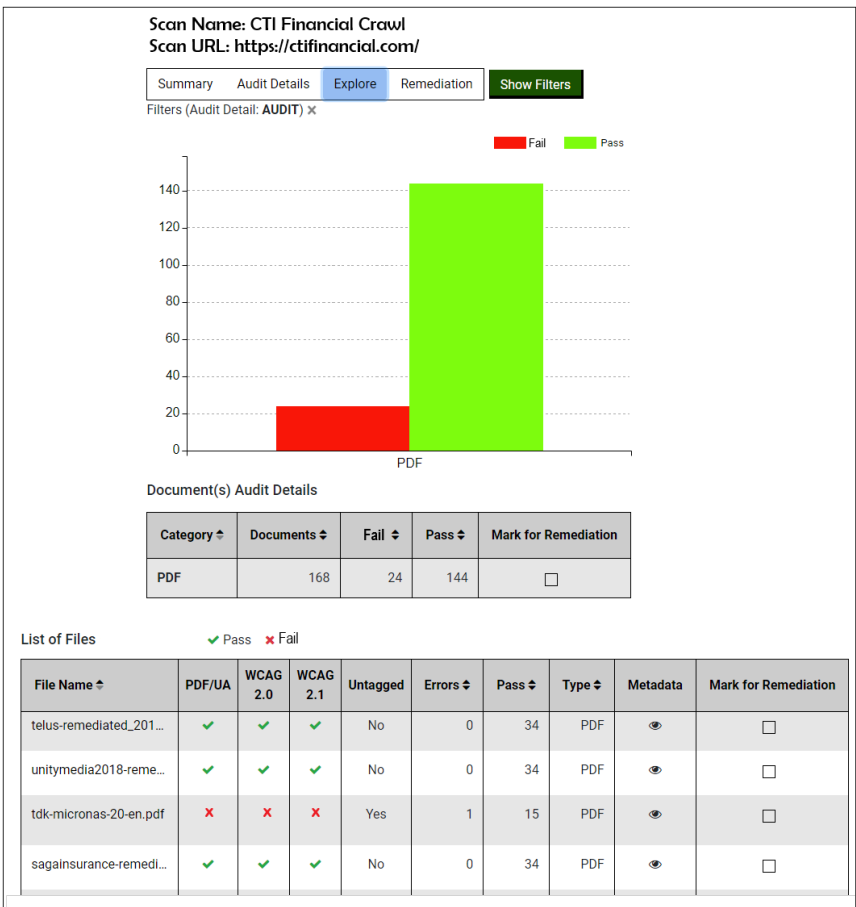 Scan Name: CTI Financial Crawl
Scan URL: https://ctifinancial.com/
Summary Audit Details Explore Remediation Show Filters
Filters (Audit Detail: AUDIT) ×
Fail Pass
140
120
100
80
60
40
20
0
PDF
Document(s) Audit Details
Category Documents Fail Pass Mark for Remediation
PDF 168 24 144
List of Files Pass Fail
File Name PDF/UA WCAG 2.0 WCAG 2.1 Untagged Errors Pass Type Metadata Mark for Remediation
telus-remediated_201... No 0 34 PDF
unitymedia2018-reme... No 0 34 PDF
tdk-micronas-20-en.pdf Yes 1 15 PDF
sagainsurance-remedi... No 0 34 PDF